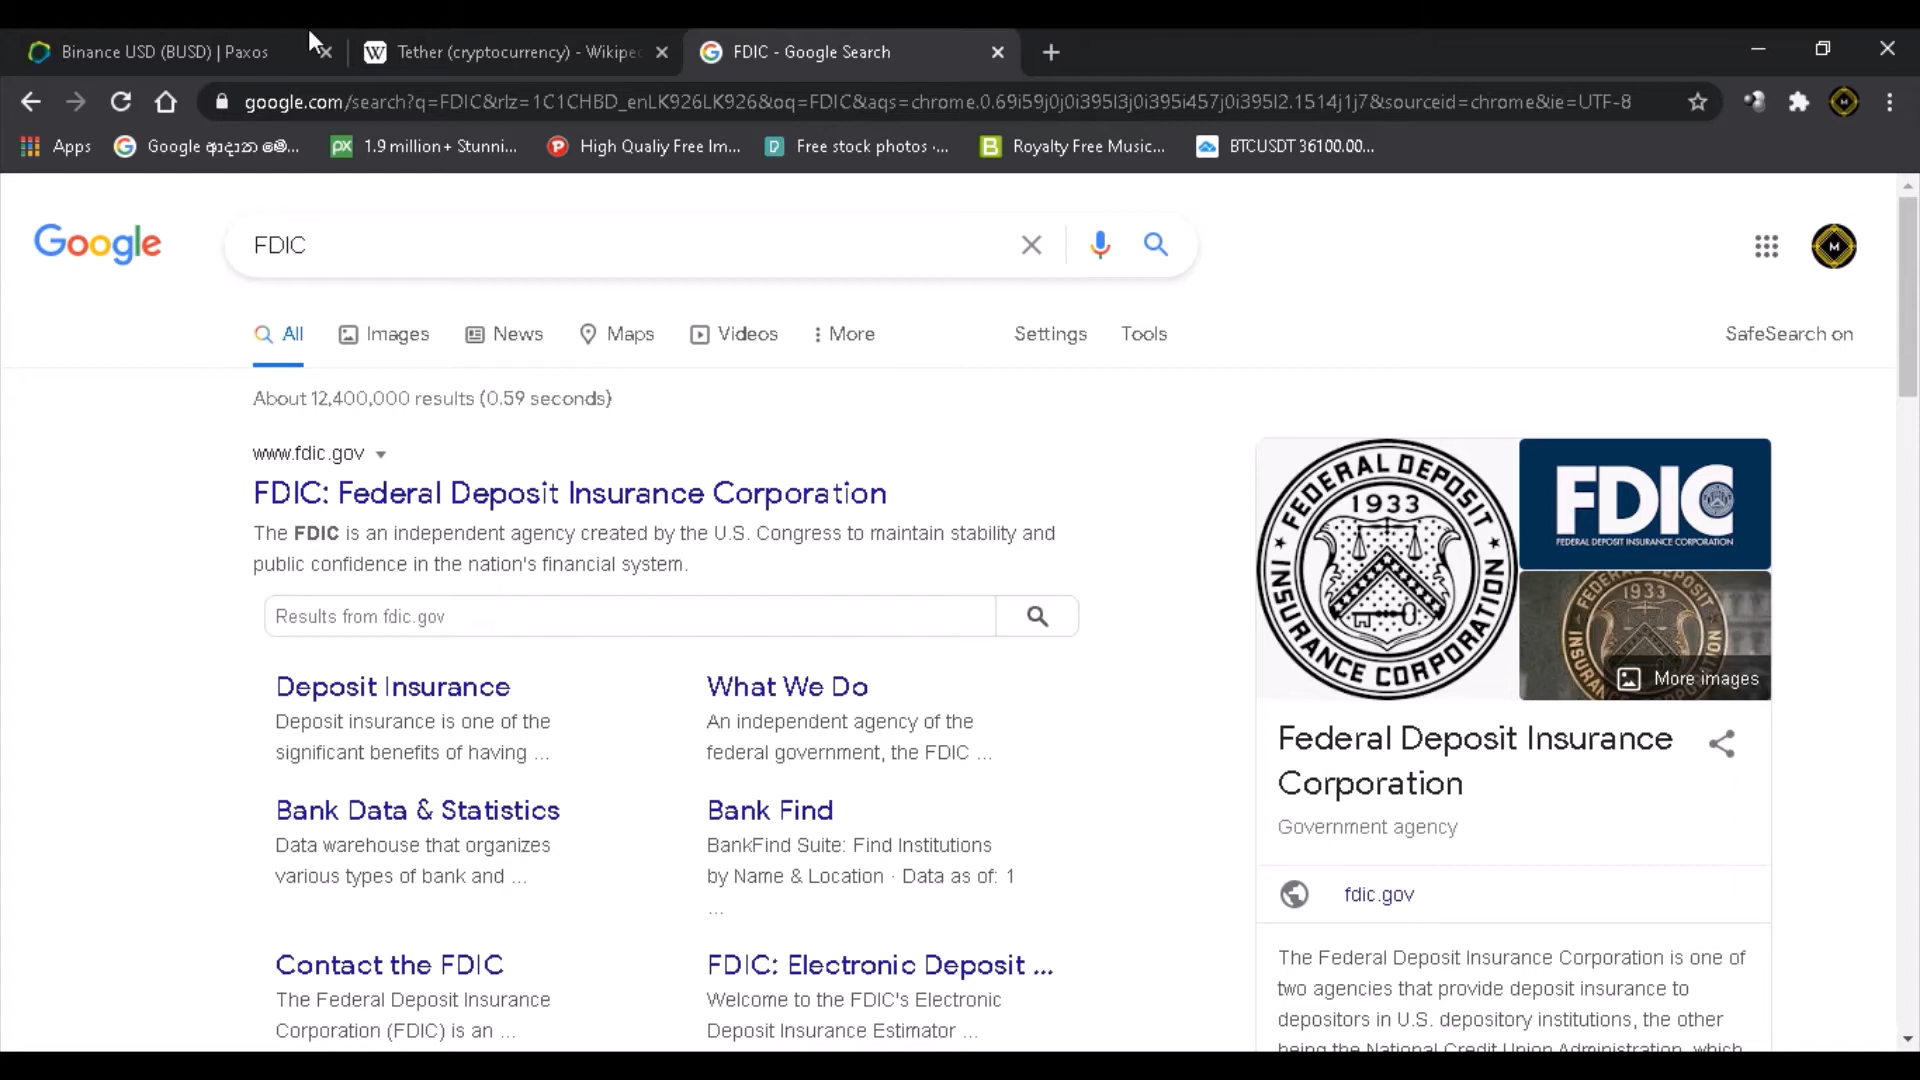 Binance USD (BUSD) | Paxos
Tether (cryptocurrency) - Wikipe
FDIC - Google Search
google.com/search?q=FDIC&rlz=1C1CHBD_enLK926LK926&oq=FDIC&aqs=chrome.0.69i59j0j0i395l3j0i395i457j0i395l2.1514j1j7&sourceid=chrome&ie=UTF-8
Apps
Google ආදාන මෙ...
px 1.9 million+ Stunni...
High Qualiy Free Im...
Free stock photos ·...
Royalty Free Music...
BTCUSDT 36100.00...
Google
FDIC
M
All
Images
News
Maps
Videos
More
Settings
Tools
SafeSearch on
About 12,400,000 results (0.59 seconds)
www.fdic.gov
FDIC: Federal Deposit Insurance Corporation
The FDIC is an independent agency created by the U.S. Congress to maintain stability and
public confidence in the nation's financial system.
Results from fdic.gov
Deposit Insurance
Deposit insurance is one of the
significant benefits of having ...
What We Do
An independent agency of the
federal government, the FDIC ...
Bank Data & Statistics
Data warehouse that organizes
various types of bank and ...
Bank Find
BankFind Suite: Find Institutions
by Name & Location · Data as of: 1
...
Contact the FDIC
The Federal Deposit Insurance
Corporation (FDIC) is an ...
FDIC: Electronic Deposit ...
Welcome to the FDIC's Electronic
Deposit Insurance Estimator ...
FEDERAL DEPOSIT INSURANCE CORPORATION
1933
FDIC
FEDERAL DEPOSIT INSURANCE CORPORATION
1933
More images
Federal Deposit Insurance
Corporation
Government agency
fdic.gov
The Federal Deposit Insurance Corporation is one of
two agencies that provide deposit insurance to
depositors in U.S. depository institutions, the other
being the National Credit Union Administration, which